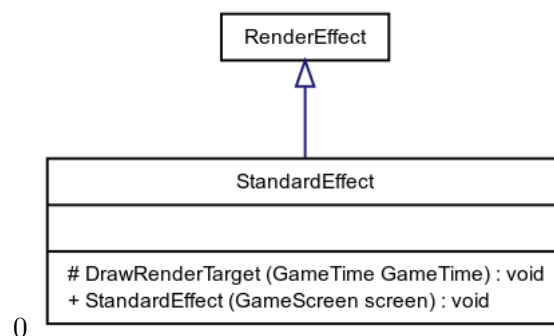 RenderEffect
StandardEffect
# DrawRenderTarget (GameTime GameTime) : void
+ StandardEffect (GameScreen screen) : void
0